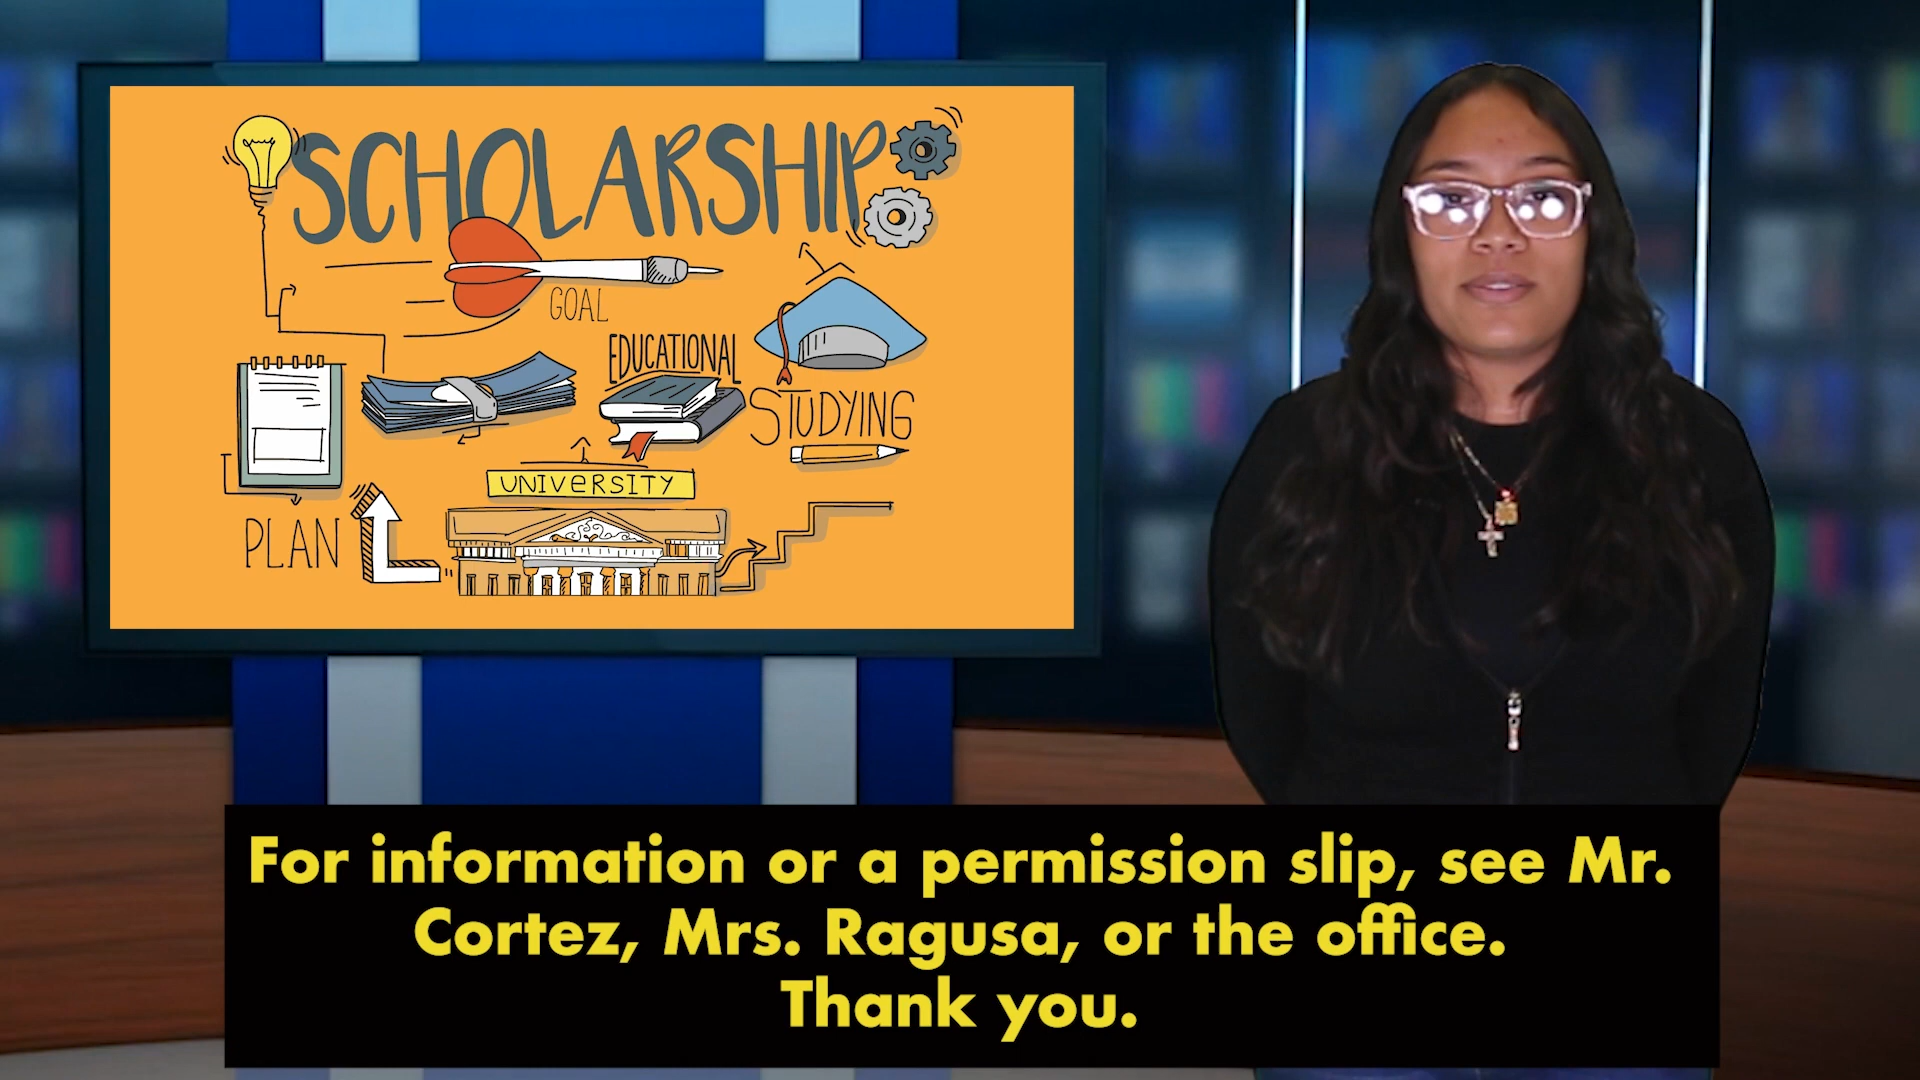 SCHOLARSHIP
GOAL
EDUCATIONAL
STUDYING
UNIVERSITY
PLAN
For information or a permission slip, see Mr.
Cortez, Mrs. Ragusa, or the office.
Thank you.